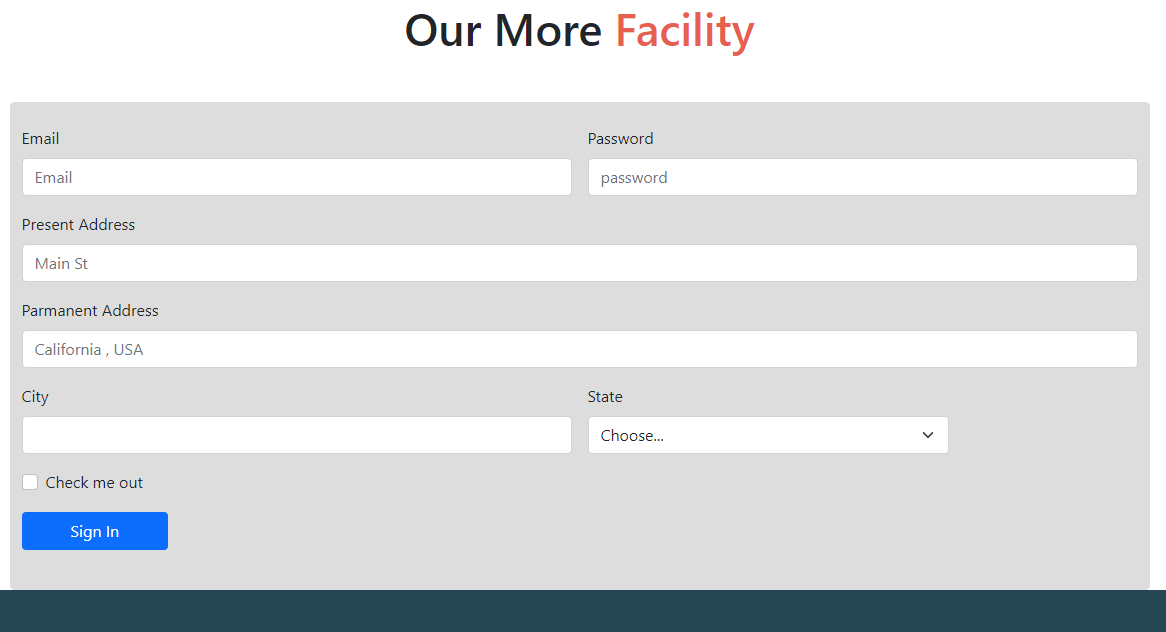 Our More Facility
Email Password
Email password
Present Address
Main St
Parmanent Address
California , USA
City State
Choose...
Check me out
Sign In